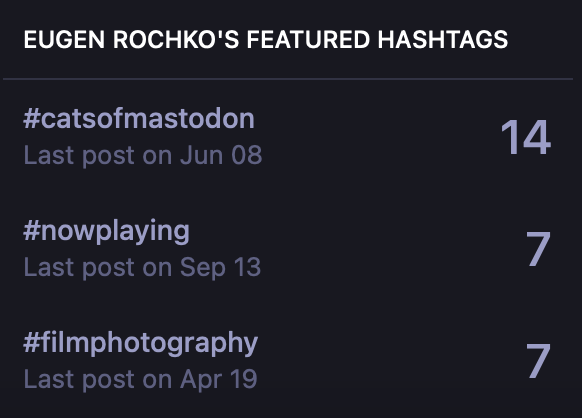 EUGEN ROCHKO'S FEATURED HASHTAGS
#catsofmastodon
Last post on Jun 08
14
#nowplaying
Last post on Sep 13
7
#filmphotography
Last post on Apr 19
7